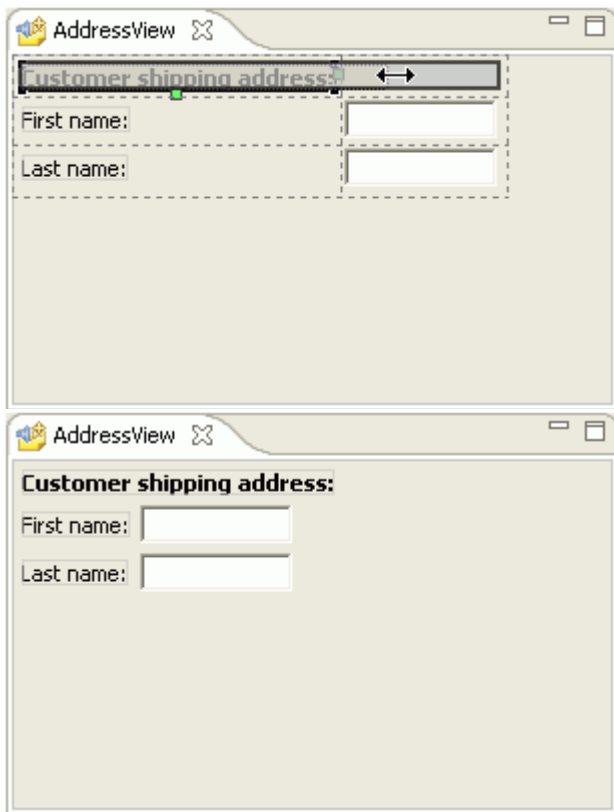 AddressView
Customer shipping address:
First name:
Last name:
AddressView
Customer shipping address:
First name:
Last name: